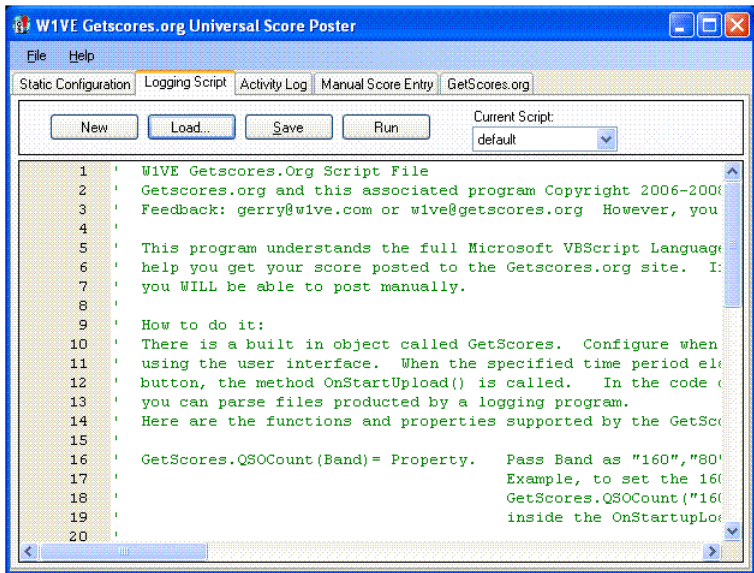 W1VE Getscores.org Universal Score Poster
File Help
Static Configuration Logging Script Activity Log Manual Score Entry GetScores.org
New Load... Save Run Current Script: default
1 ' W1VE Getscores.Org Script File
2 ' Getscores.org and this associated program Copyright 2006-2008
3 ' Feedback: gerry@w1ve.com or w1ve@getscores.org However, you
4 '
5 ' This program understands the full Microsoft VBScript Language
6 ' help you get your score posted to the Getscores.org site.
7 ' you WILL be able to post manually.
8 '
9 ' How to do it:
10 ' There is a built in object called GetScores. Configure when
11 ' using the user interface. When the specified time period ela
12 ' button, the method OnStartUpload() is called. In the code
13 ' you can parse files producted by a logging program.
14 ' Here are the functions and properties supported by the GetSco
15 '
16 ' GetScores.QSOCount(Band)= Property. Pass Band as "160","80"
17 ' Example, to set the 160
18 ' GetScores.QSOCount("160
19 ' inside the OnStartupLoa
20 '